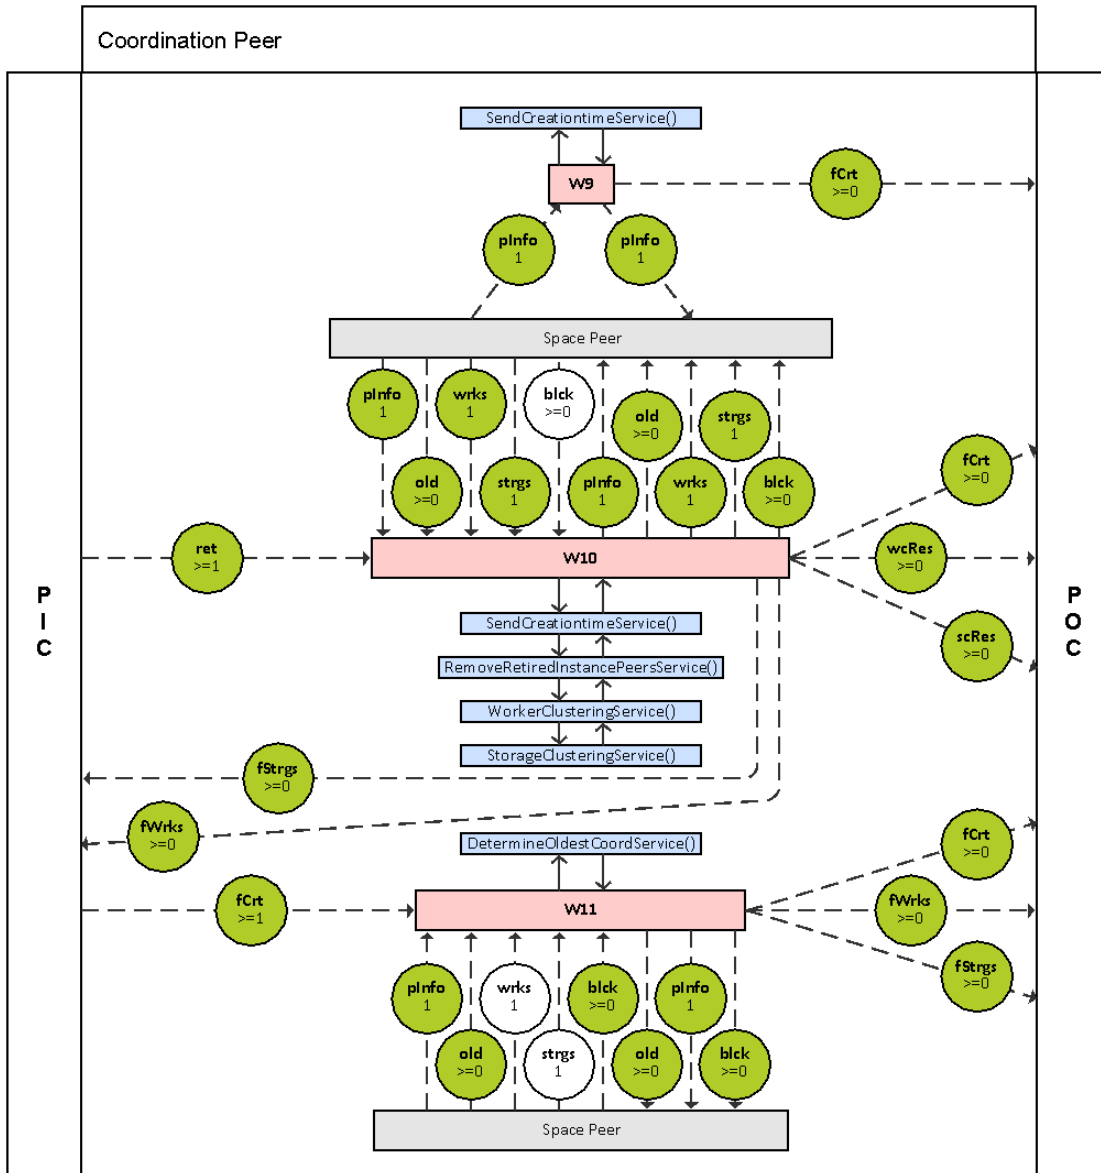 Coordination Peer
SendCreationtimeService()
W9
fCrt
>=0
pInfo
1
pInfo
1
Space Peer
pInfo
1
wrks
1
blck
>=0
old
>=0
strgs
1
old
>=0
strgs
1
pInfo
1
wrks
1
blck
>=0
fCrt
>=0
ret
>=1
W10
wcRes
>=0
P
I
C
P
O
C
SendCreationtimeService()
scRes
>=0
RemoveRetiredInstancePeersService()
WorkerClusteringService()
StorageClusteringService()
fStrgs
>=0
fWrks
>=0
DetermineOldestCoordService()
fCrt
>=0
fCrt
>=1
W11
fWrks
>=0
fStrgs
>=0
pInfo
1
wrks
1
blck
>=0
pInfo
1
old
>=0
strgs
1
old
>=0
blck
>=0
Space Peer